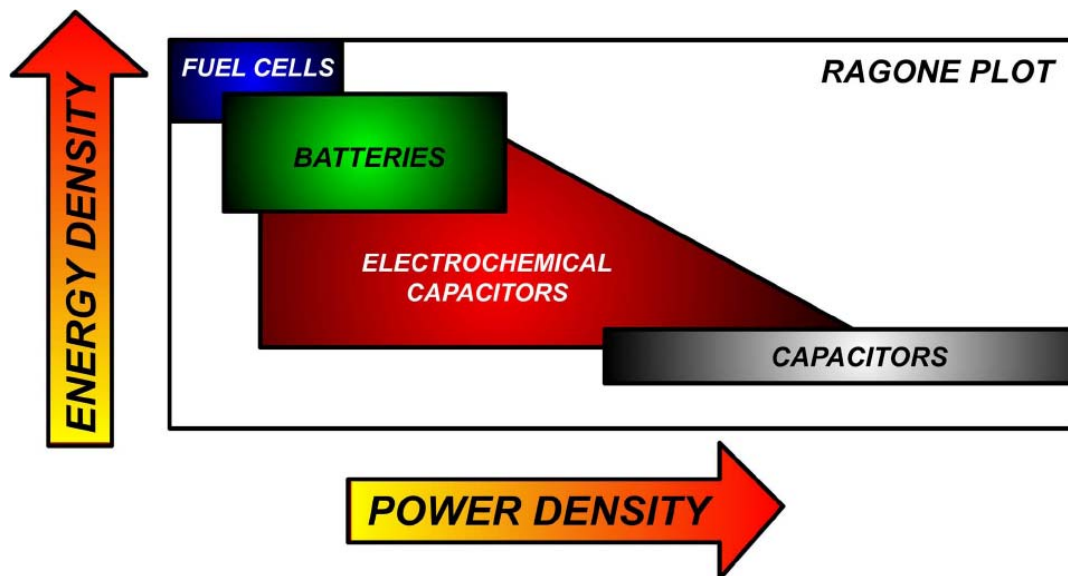 FUEL CELLS
RAGONE PLOT
BATTERIES
ELECTROCHEMICAL
CAPACITORS
CAPACITORS
ENERGY DENSITY
POWER DENSITY